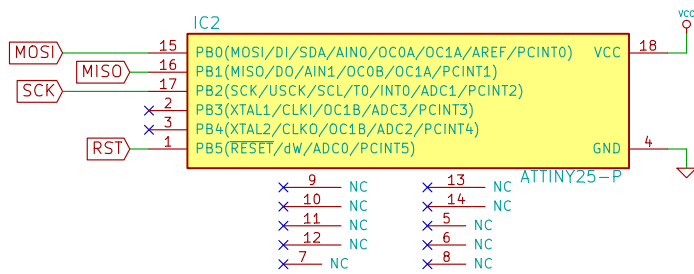 IC2
VCC
MOSI 15 PB0(MOSI/DI/SDA/AIN0/OC0A/OC1A/AREF/PCINT0) VCC 18
MISO 16 PB1(MISO/DO/AIN1/OC0B/OC1A/PCINT1)
SCK 17 PB2(SCK/USCK/SCL/T0/INT0/ADC1/PCINT2)
2 PB3(XTAL1/CLKI/OC1B/ADC3/PCINT3)
3 PB4(XTAL2/CLKO/OC1B/ADC2/PCINT4)
RST 1 PB5(RESET/dW/ADC0/PCINT5) GND 4
ATTINY25-P
9 NC 13 NC
10 NC 14 NC
11 NC 5 NC
12 NC 6 NC
7 NC 8 NC